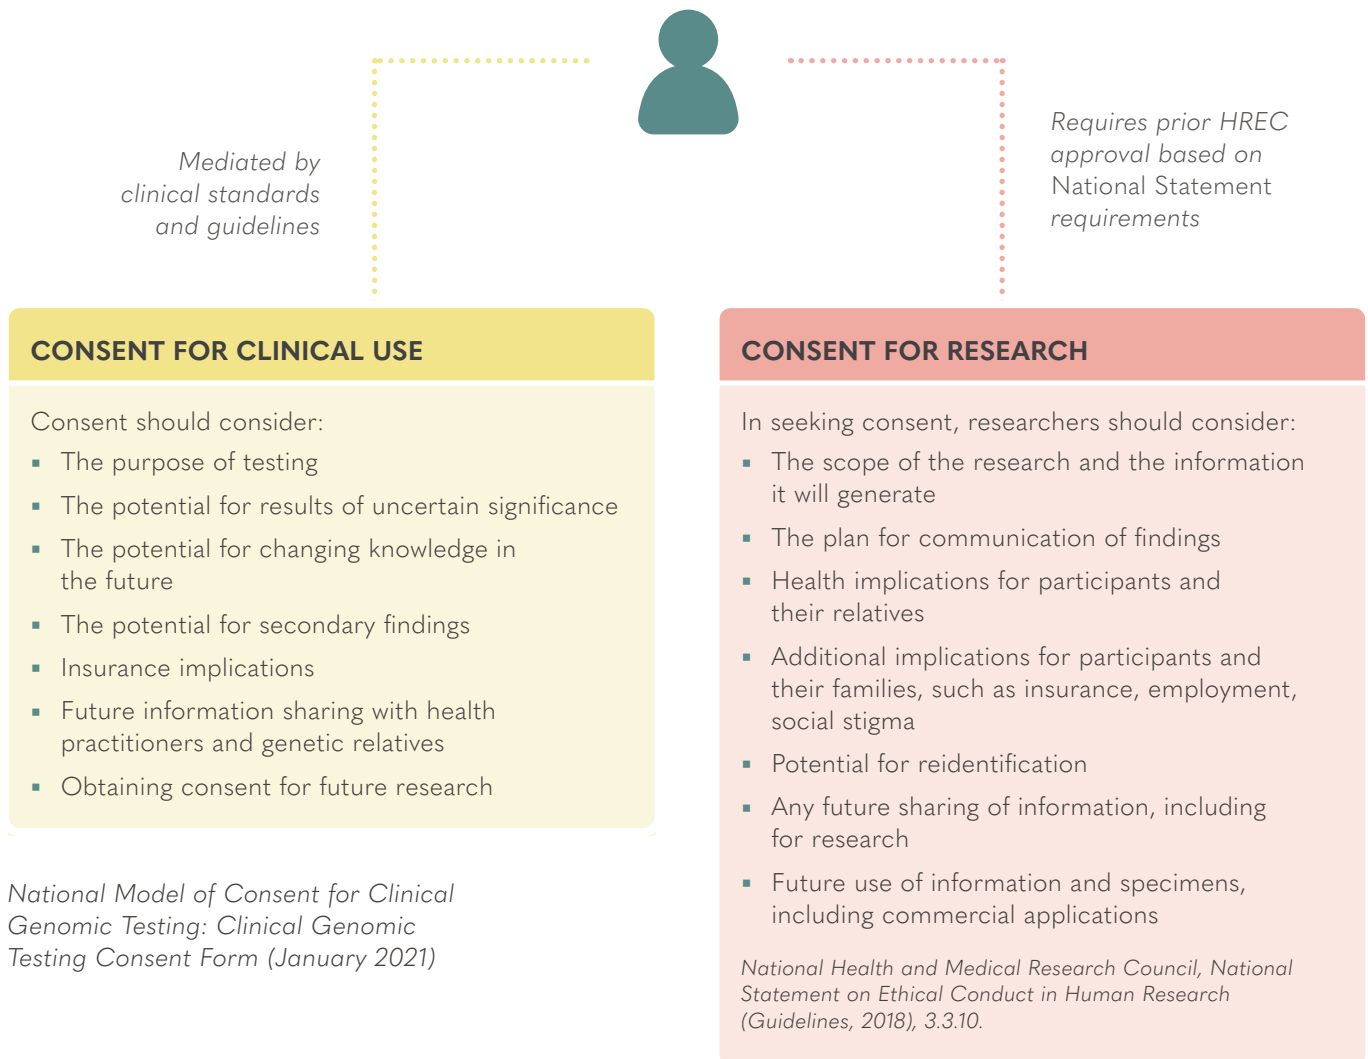 Mediated by
clinical standards
and guidelines
Requires prior HREC
approval based on
National Statement
requirements
CONSENT FOR CLINICAL USE
Consent should consider:
▪ The purpose of testing
▪ The potential for results of uncertain significance
▪ The potential for changing knowledge in
the future
▪ The potential for secondary findings
▪ Insurance implications
▪ Future information sharing with health
practitioners and genetic relatives
▪ Obtaining consent for future research
National Model of Consent for Clinical
Genomic Testing: Clinical Genomic
Testing Consent Form (January 2021)
CONSENT FOR RESEARCH
In seeking consent, researchers should consider:
▪ The scope of the research and the information
it will generate
▪ The plan for communication of findings
▪ Health implications for participants and
their relatives
▪ Additional implications for participants and
their families, such as insurance, employment,
social stigma
▪ Potential for reidentification
▪ Any future sharing of information, including
for research
▪ Future use of information and specimens,
including commercial applications
National Health and Medical Research Council, National
Statement on Ethical Conduct in Human Research
(Guidelines, 2018), 3.3.10.